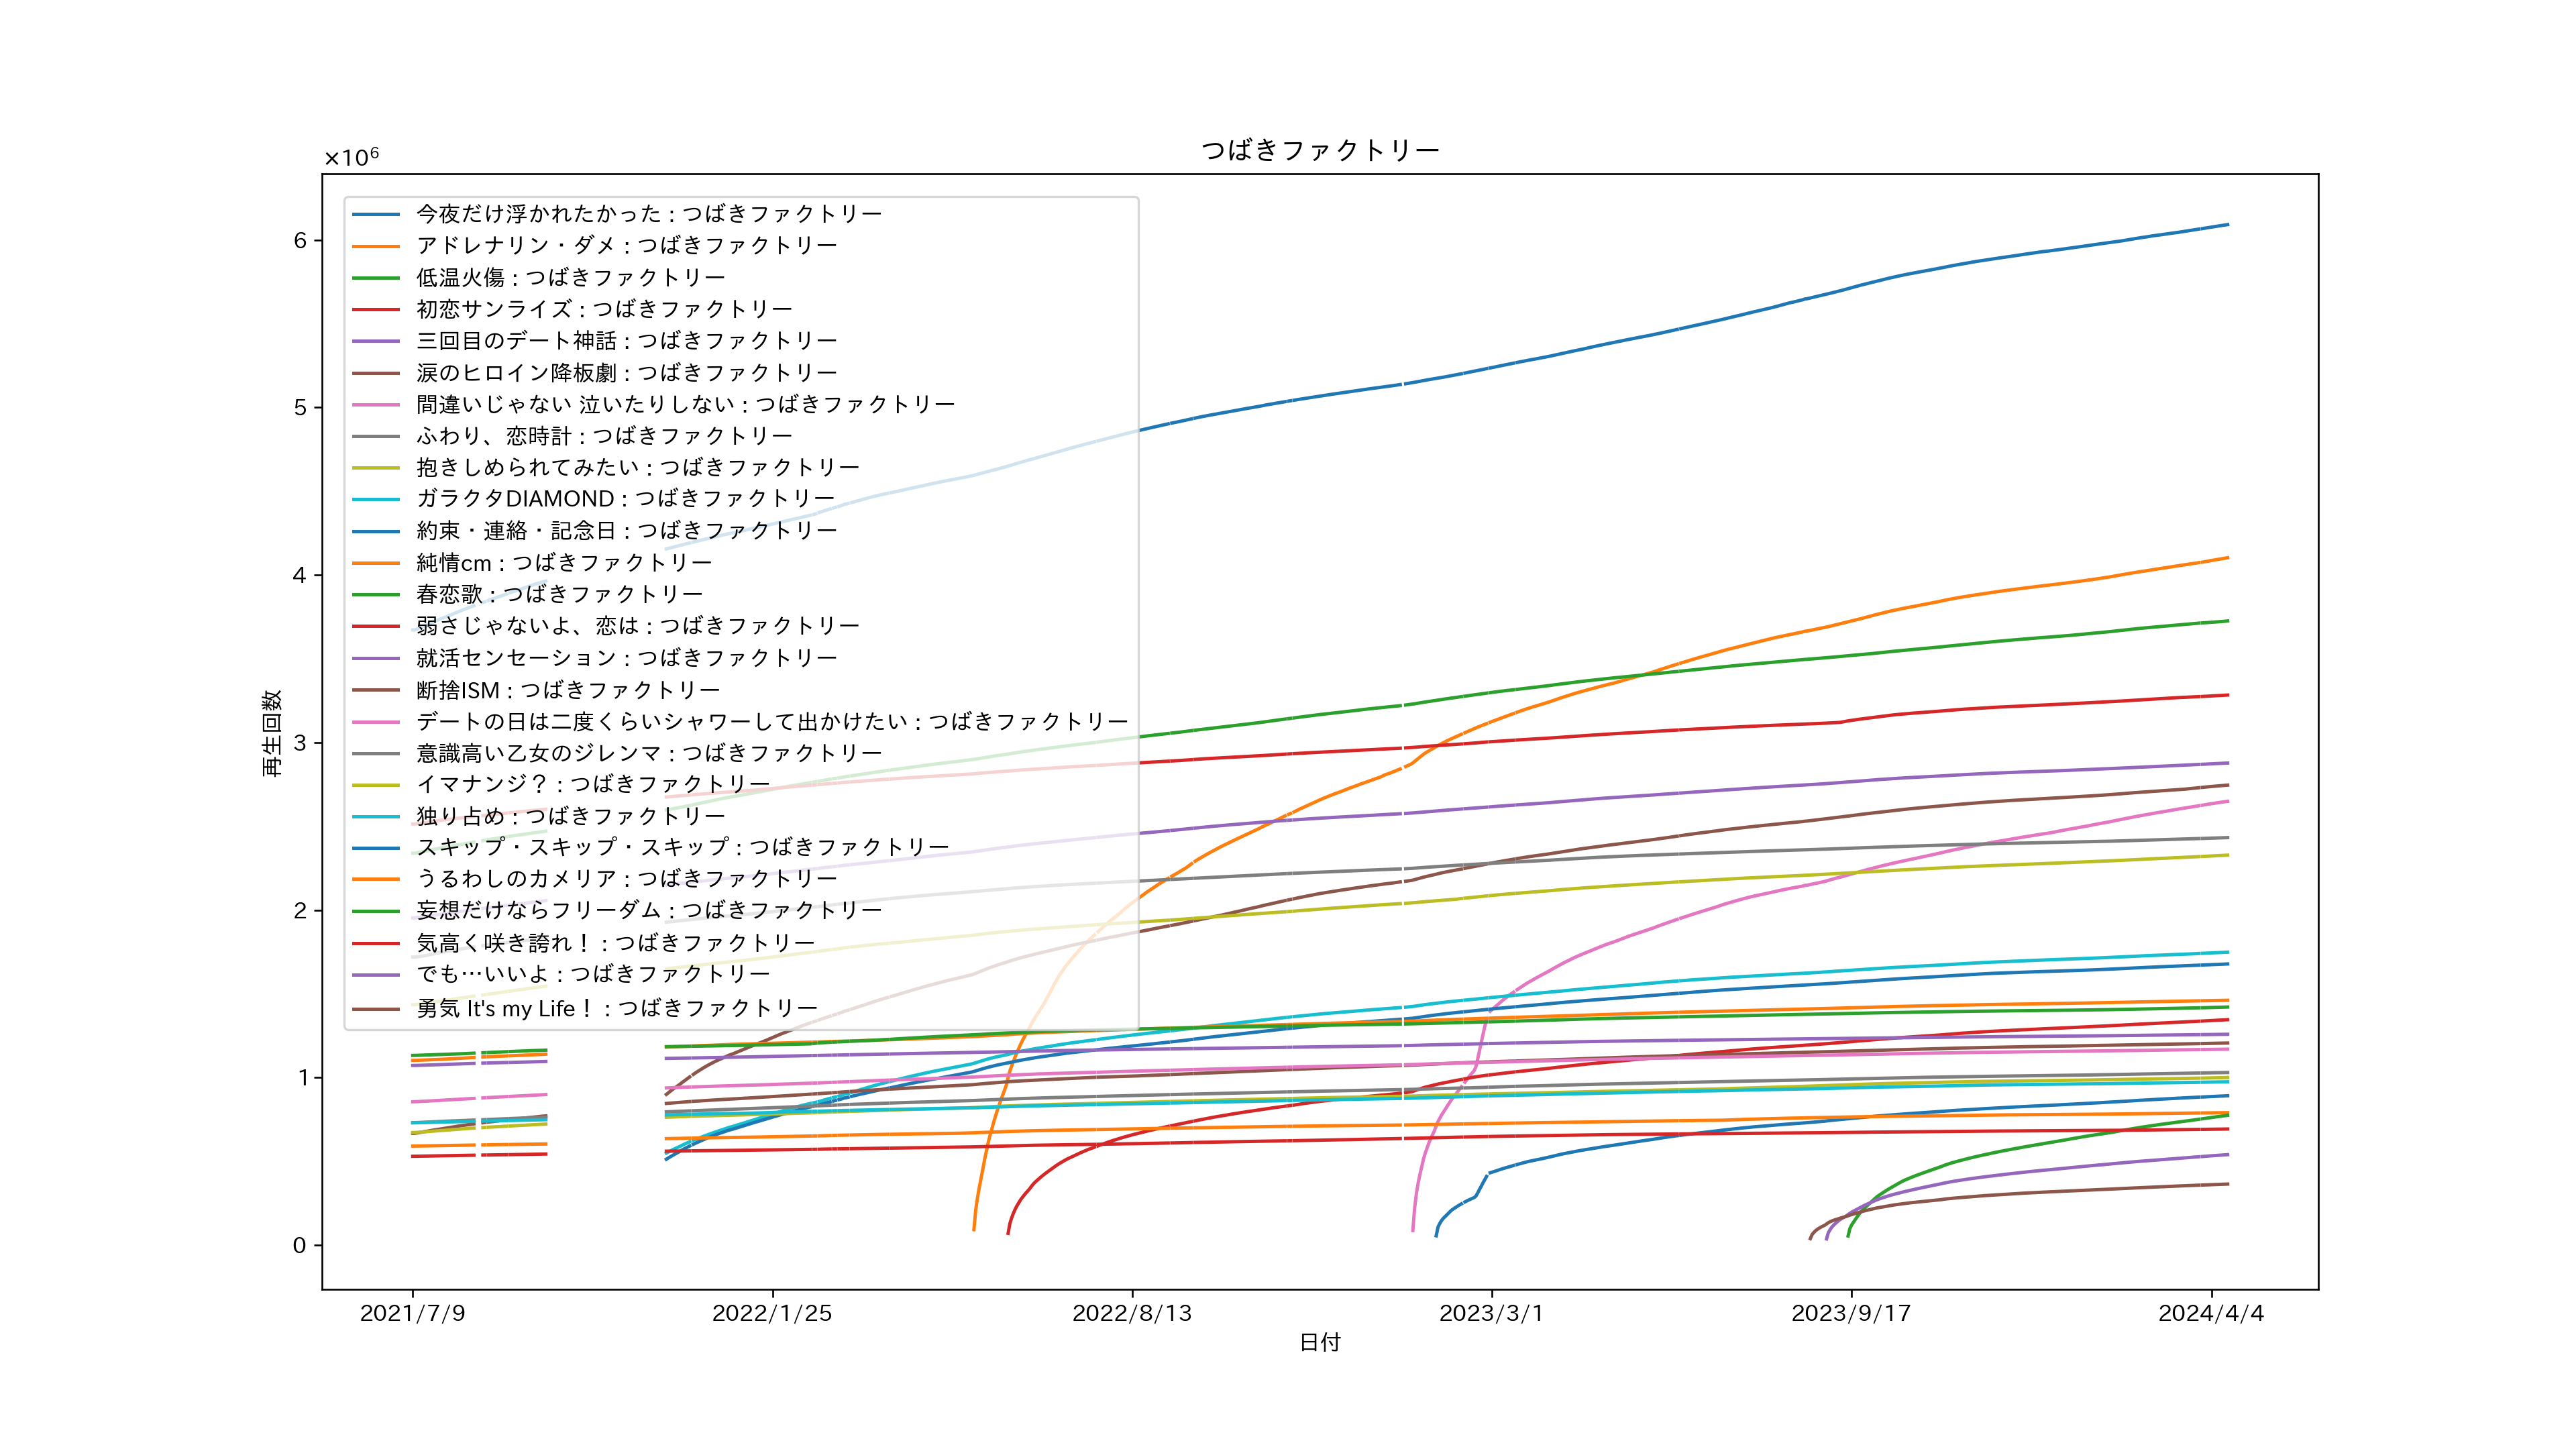 つばきファクトリー
×10⁶
今夜だけ浮かれたかった : つばきファクトリー
アドレナリン・ダメ : つばきファクトリー
低温火傷 : つばきファクトリー
初恋サンライズ : つばきファクトリー
三回目のデート神話 : つばきファクトリー
涙のヒロイン降板劇 : つばきファクトリー
間違いじゃない 泣いたりしない : つばきファクトリー
ふわり、恋時計 : つばきファクトリー
抱きしめられてみたい : つばきファクトリー
ガラクタDIAMOND : つばきファクトリー
約束・連絡・記念日 : つばきファクトリー
純情cm : つばきファクトリー
春恋歌 : つばきファクトリー
弱さじゃないよ、恋は : つばきファクトリー
就活センセーション : つばきファクトリー
断捨ISM : つばきファクトリー
デートの日は二度くらいシャワーして出かけたい : つばきファクトリー
意識高い乙女のジレンマ : つばきファクトリー
イマナンジ？ : つばきファクトリー
独り占め : つばきファクトリー
スキップ・スキップ・スキップ : つばきファクトリー
うるわしのカメリア : つばきファクトリー
妄想だけならフリーダム : つばきファクトリー
気高く咲き誇れ！ : つばきファクトリー
でも…いいよ : つばきファクトリー
勇気 It's my Life！ : つばきファクトリー
6
5
4
3
2
1
0
再生回数
2021/7/9
2022/1/25
2022/8/13
2023/3/1
2023/9/17
2024/4/4
日付